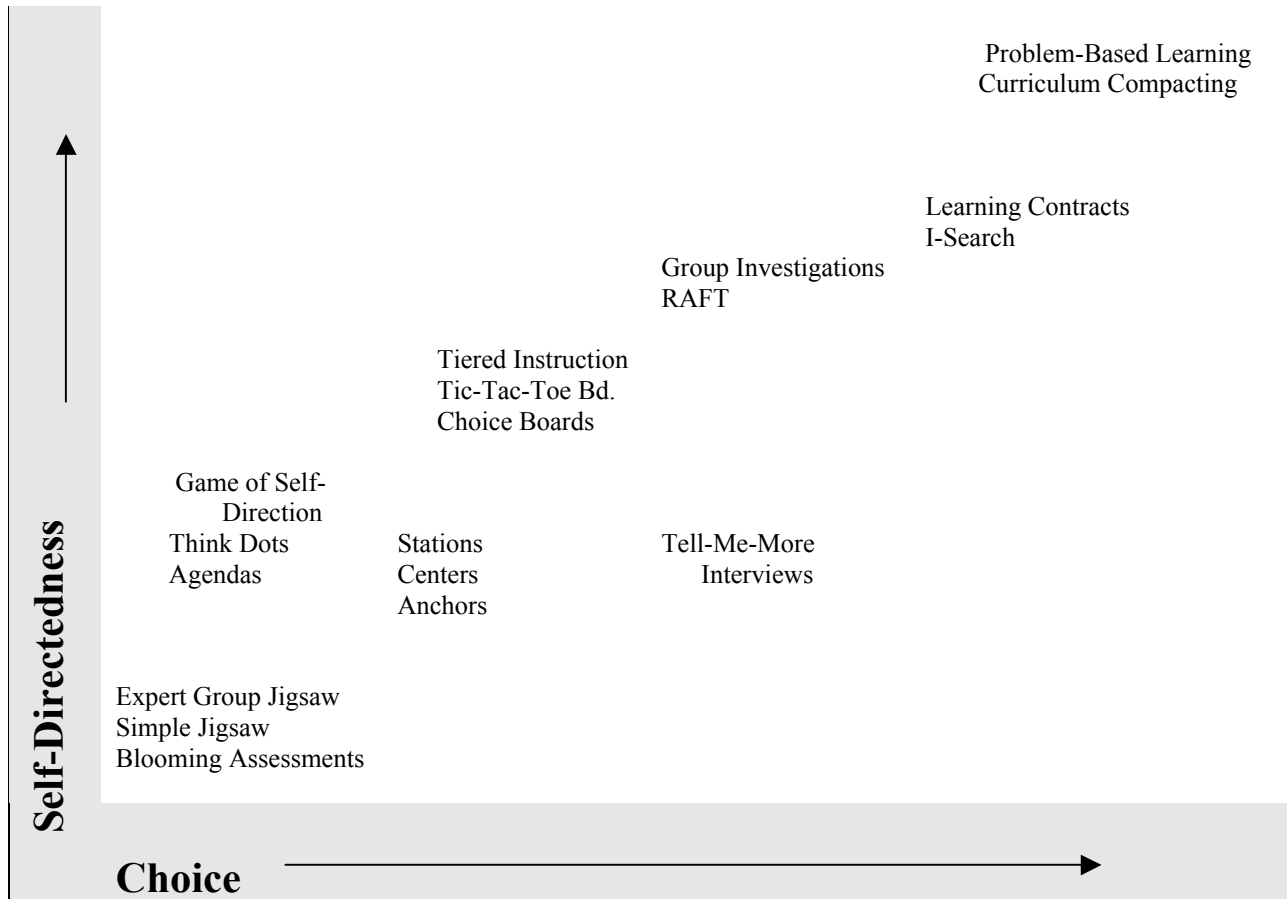 Problem-Based Learning
Curriculum Compacting
Learning Contracts
I-Search
Group Investigations
RAFT
Tiered Instruction
Tic-Tac-Toe Bd.
Choice Boards
Game of Self-
Direction
Think Dots
Agendas
Stations
Centers
Anchors
Tell-Me-More
Interviews
Expert Group Jigsaw
Simple Jigsaw
Blooming Assessments
Self-Directedness
Choice